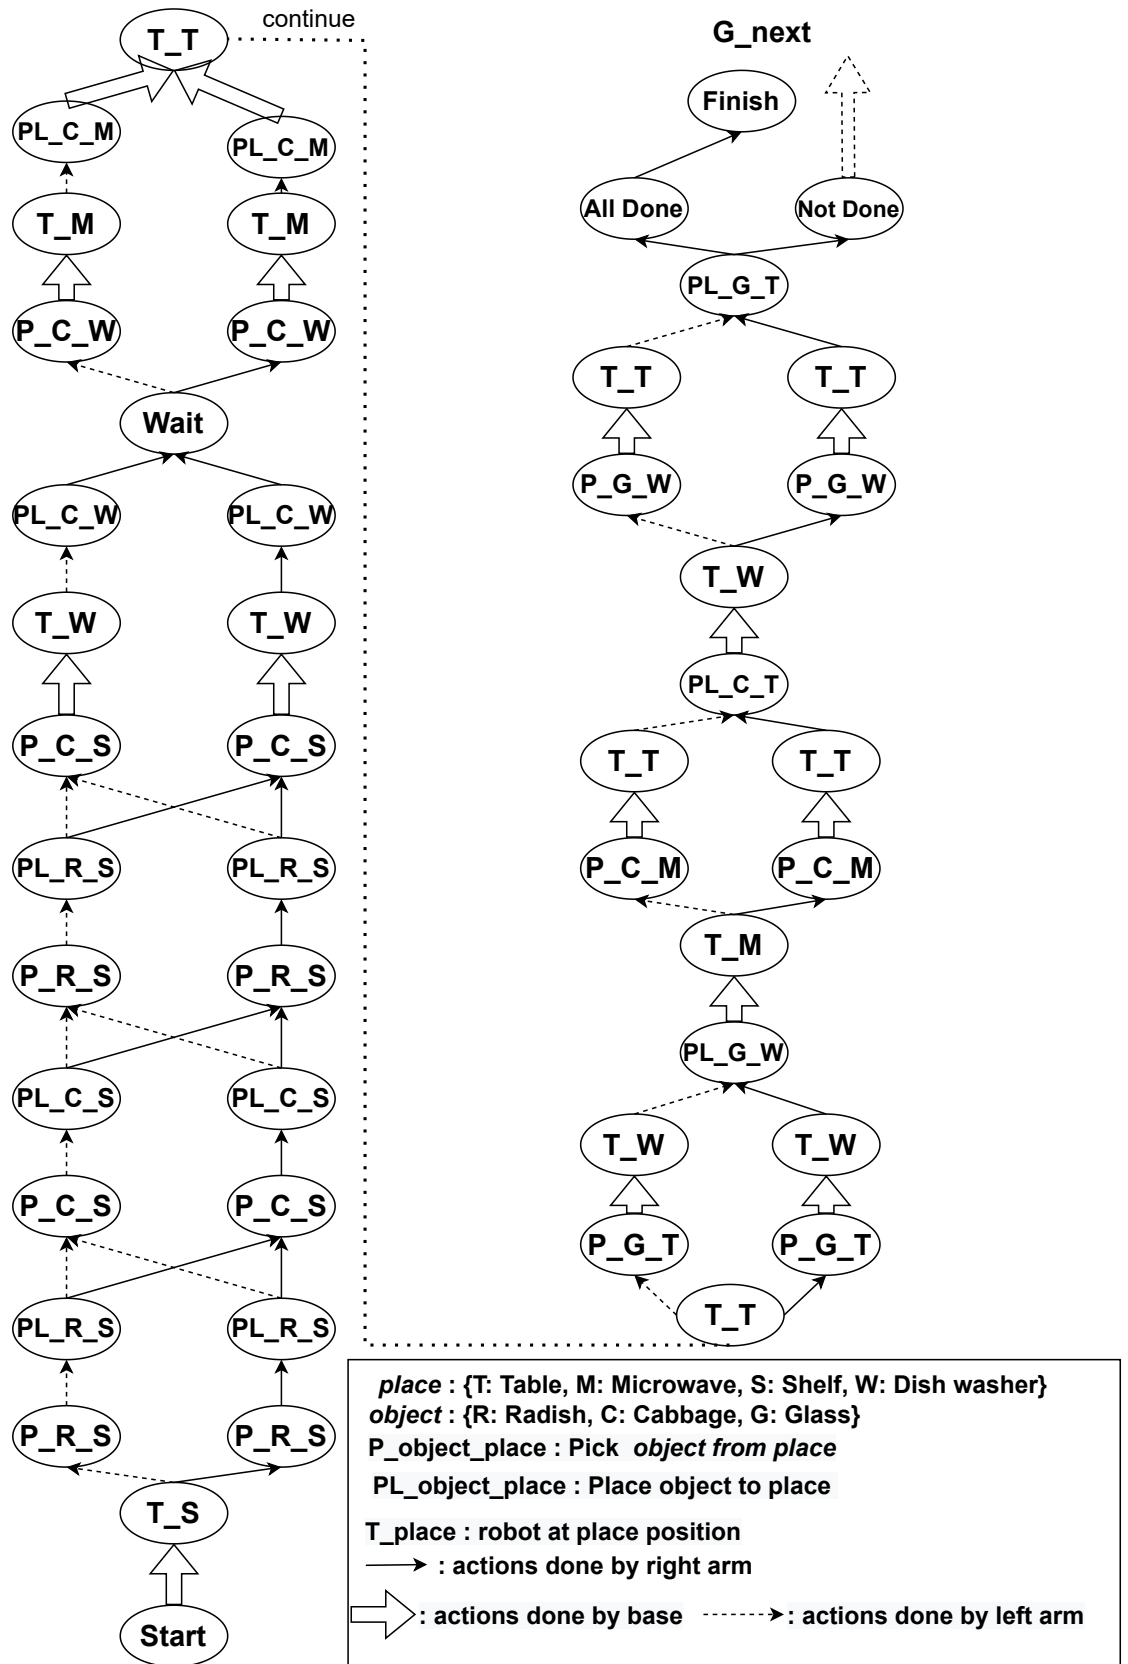 continue
T_T
PL_C_M
PL_C_M
T_M
T_M
P_C_W
P_C_W
Wait
PL_C_W
PL_C_W
T_W
T_W
P_C_S
P_C_S
PL_R_S
PL_R_S
P_R_S
P_R_S
PL_C_S
PL_C_S
P_C_S
P_C_S
PL_R_S
PL_R_S
P_R_S
P_R_S
T_S
Start
G_next
Finish
All Done
Not Done
PL_G_T
T_T
T_T
P_G_W
P_G_W
T_W
PL_C_T
T_T
T_T
P_C_M
P_C_M
T_M
PL_G_W
T_W
T_W
P_G_T
P_G_T
T_T
place : {T: Table, M: Microwave, S: Shelf, W: Dish washer}
object : {R: Radish, C: Cabbage, G: Glass}
P_object_place : Pick object from place
PL_object_place : Place object to place
T_place : robot at place position
: actions done by right arm
: actions done by base
: actions done by left arm